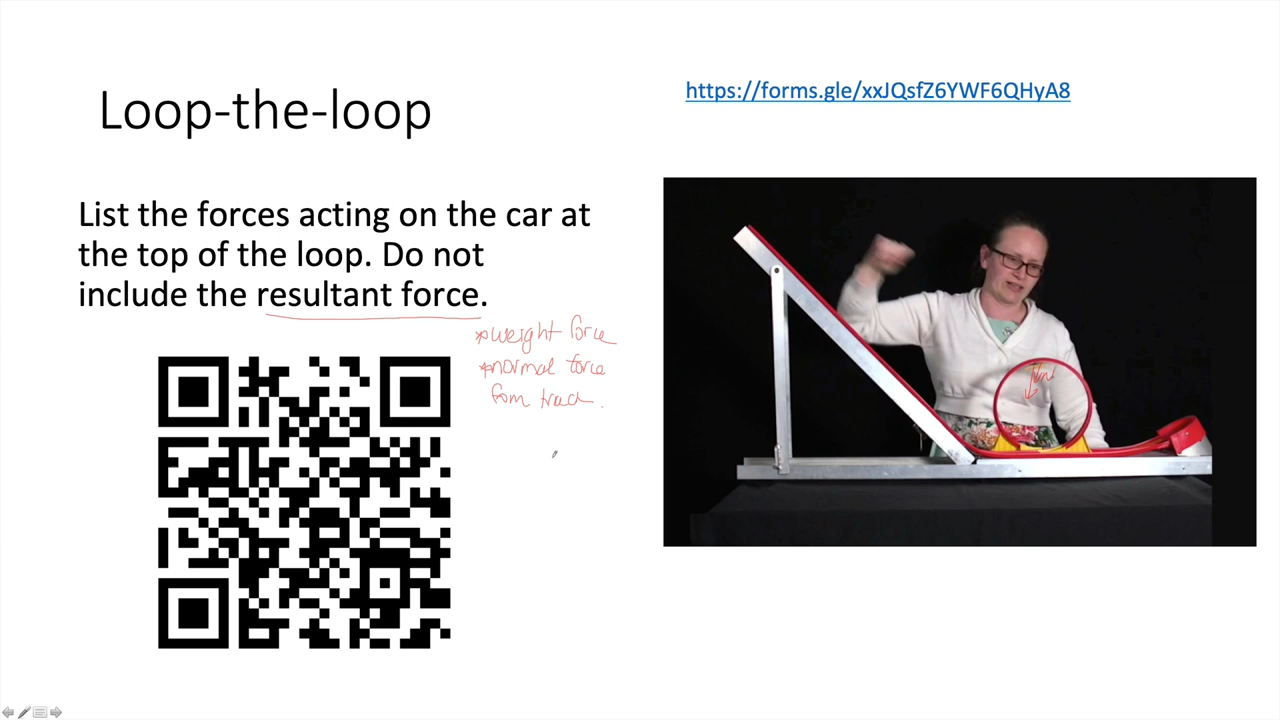 Loop-the-loop
https://forms.gle/xxJQsfZ6YWF6QHyA8
List the forces acting on the car at
the top of the loop. Do not
include the resultant force.
*weight force
*normal force
from track.